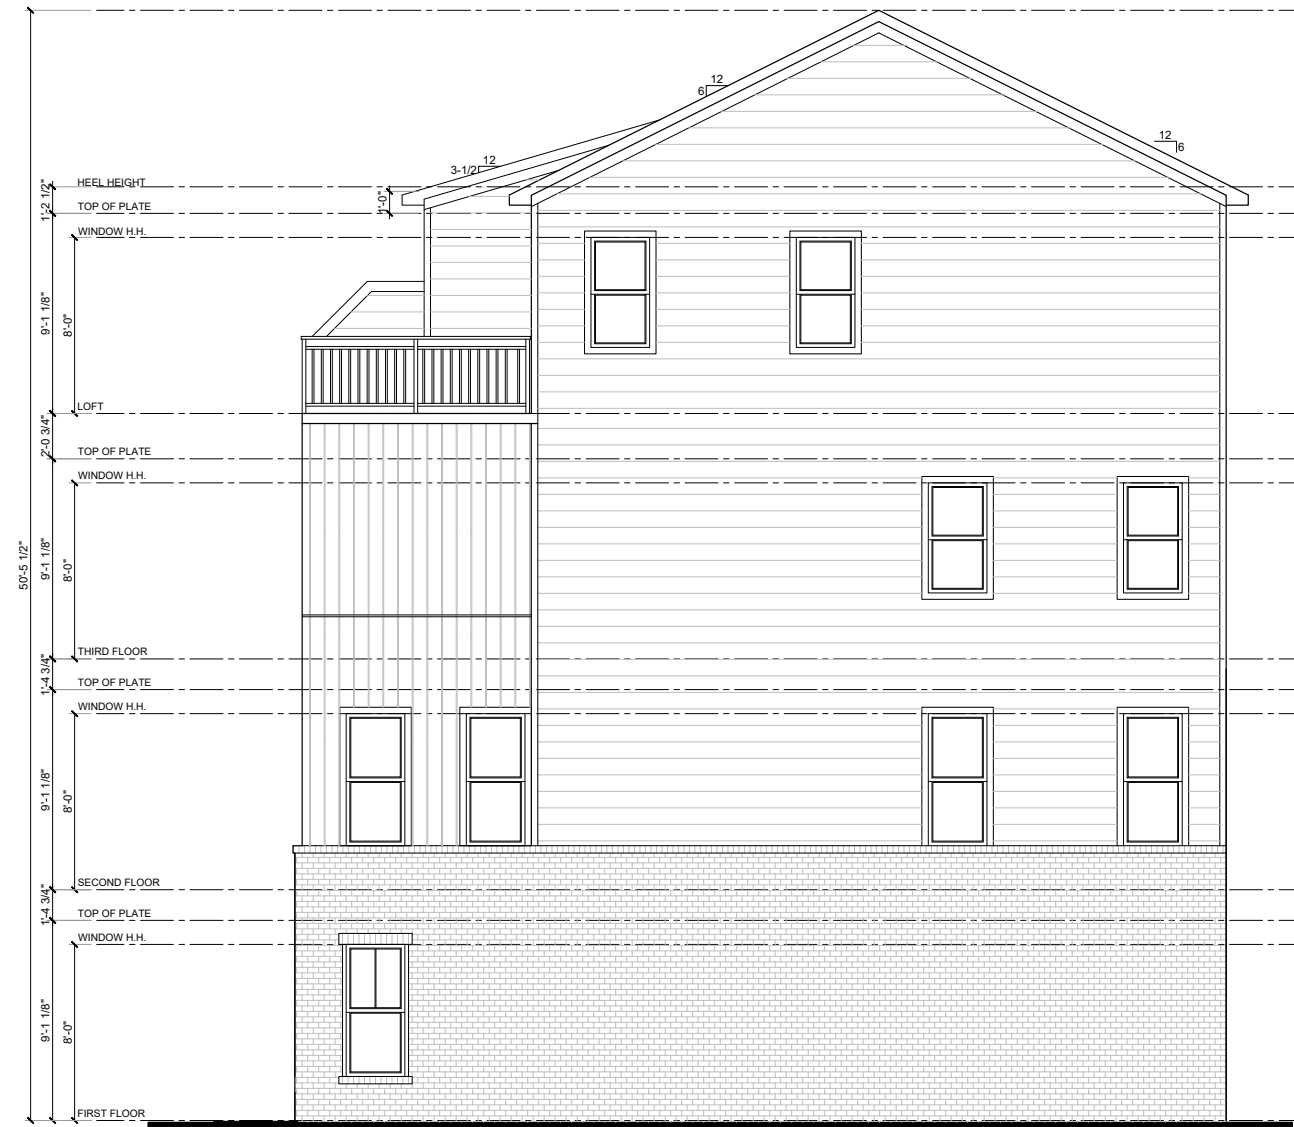 12
6
12
6
12
3-1/2
HEEL HEIGHT
1'-2 1/2"
1'-0"
TOP OF PLATE
WINDOW H.H.
9'-1 1/8"
8'-0"
LOFT
2'-0 3/4"
TOP OF PLATE
WINDOW H.H.
50'-5 1/2"
9'-1 1/8"
8'-0"
THIRD FLOOR
1'-4 3/4"
TOP OF PLATE
WINDOW H.H.
9'-1 1/8"
8'-0"
SECOND FLOOR
1'-4 3/4"
TOP OF PLATE
WINDOW H.H.
9'-1 1/8"
8'-0"
FIRST FLOOR